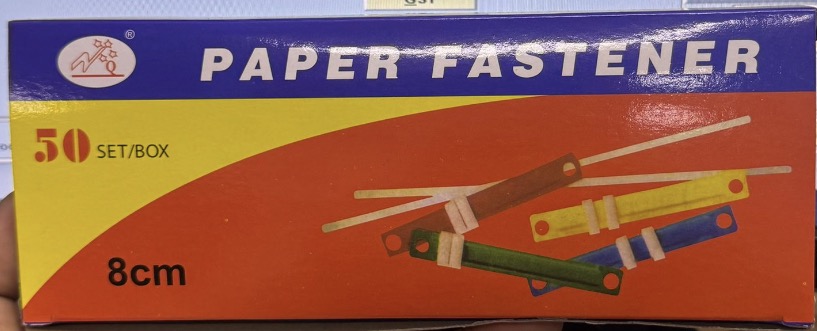 ®
PAPER FASTENER
50 SET/BOX
8cm